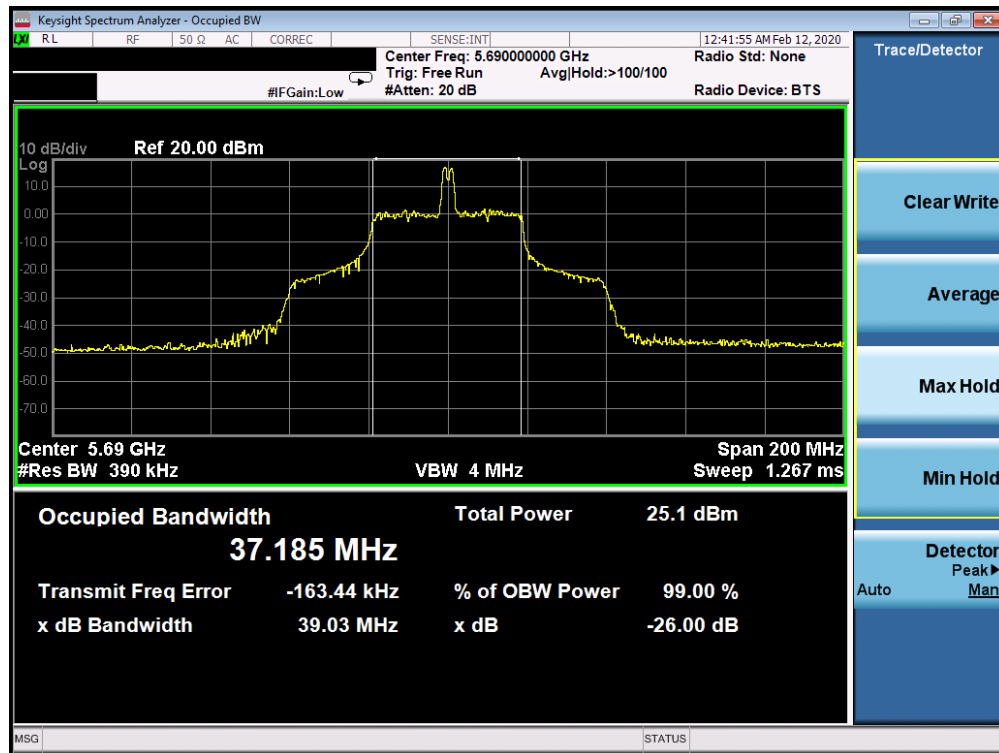 Keysight Spectrum Analyzer - Occupied BW
LXI RL RF 50 Ω AC CORREC SENSE:INT 12:41:55 AM Feb 12, 2020
Center Freq: 5.690000000 GHz Radio Std: None
Trig: Free Run Avg|Hold:>100/100
#IFGain:Low #Atten: 20 dB Radio Device: BTS
10 dB/div Ref 20.00 dBm
Log
10.0
0.00
-10.0
-20.0
-30.0
-40.0
-50.0
-60.0
-70.0
Center 5.69 GHz Span 200 MHz
#Res BW 390 kHz VBW 4 MHz Sweep 1.267 ms
Occupied Bandwidth Total Power 25.1 dBm
37.185 MHz
Transmit Freq Error -163.44 kHz % of OBW Power 99.00 %
x dB Bandwidth 39.03 MHz x dB -26.00 dB
MSG STATUS
Trace/Detector
Clear Write
Average
Max Hold
Min Hold
Detector
Peak▶
Auto Man